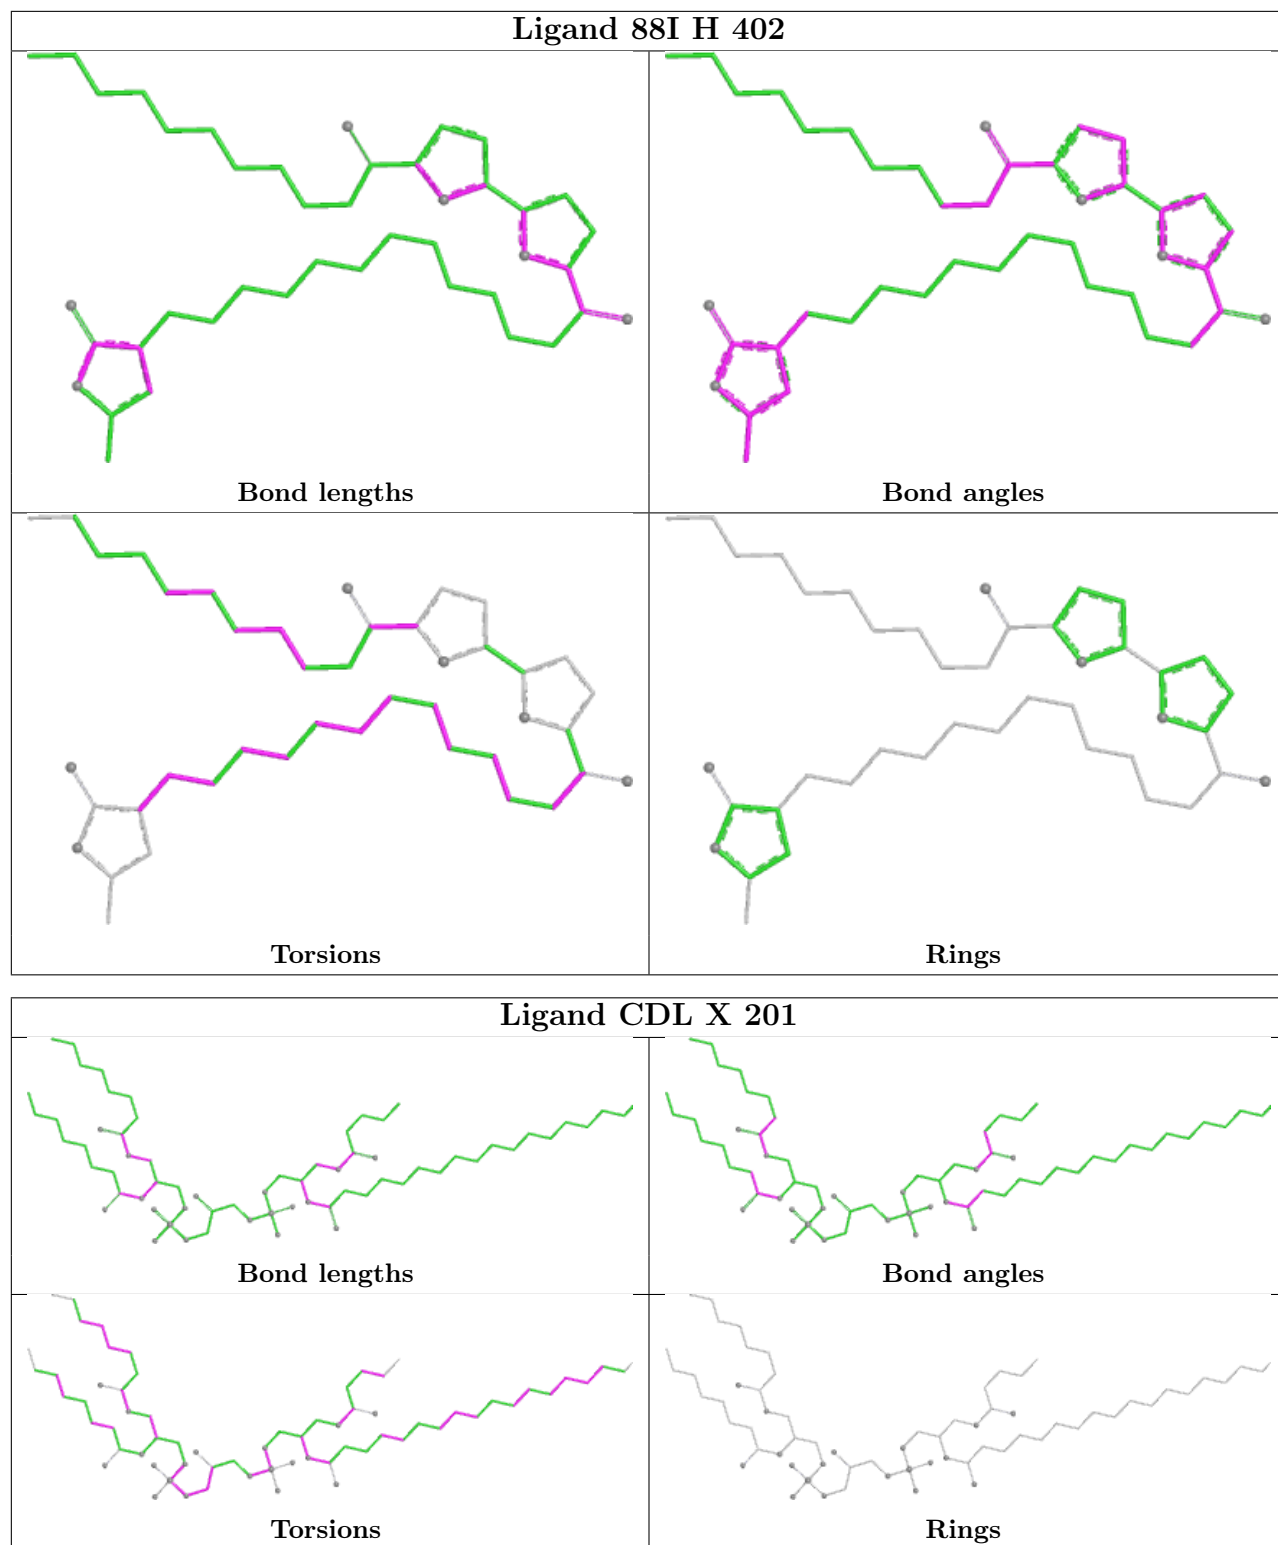 Ligand 88I H 402
Bond lengths
Bond angles
Torsions
Rings
Ligand CDL X 201
Bond lengths
Bond angles
Torsions
Rings